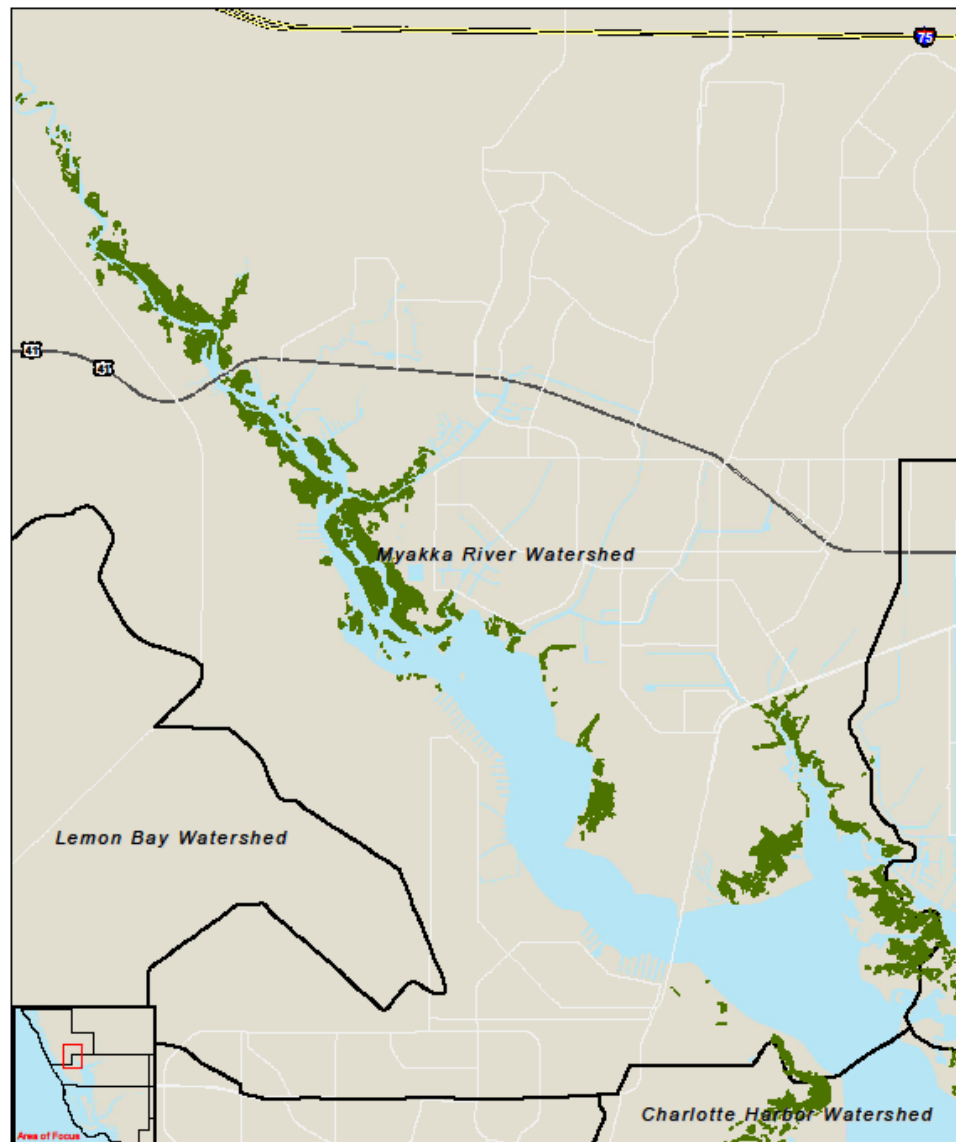 75
41
41
Myakka River Watershed
Lemon Bay Watershed
Charlotte Harbor Watershed
Area of Focus